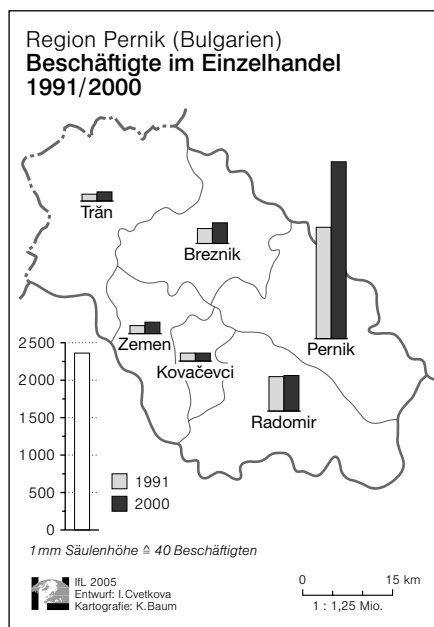 Region Pernik (Bulgarien)
Beschäftigte im Einzelhandel
1991/2000
Trăn
Breznik
Zemen
Kovačevci
Pernik
Radomir
2500
2000
1500
1000
500
0
1991
2000
1mm Säulenhöhe ≙ 40 Beschäftigten
IfL 2005
Entwurf: I.Cvetkova
Kartografie: K.Baum
0 15 km
1 : 1,25 Mio.